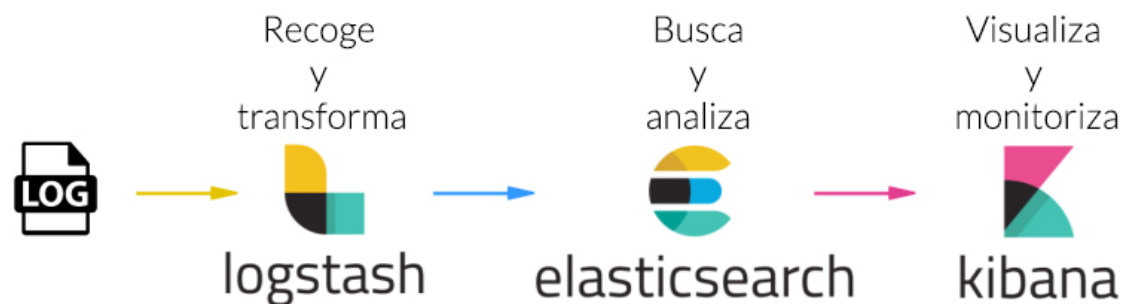 Recoge
y
transforma
Busca
y
analiza
Visualiza
y
monitoriza
LOG
logstash
elasticsearch
kibana